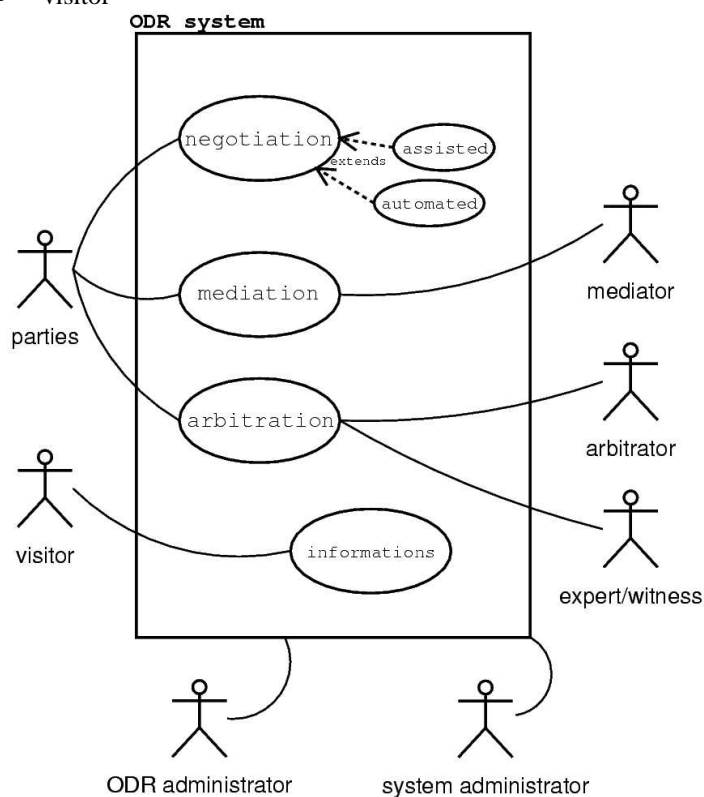 visitor
ODR system
negotiation
assisted
extends
automated
parties
mediation
mediator
arbitration
arbitrator
visitor
informations
expert/witness
ODR administrator
system administrator